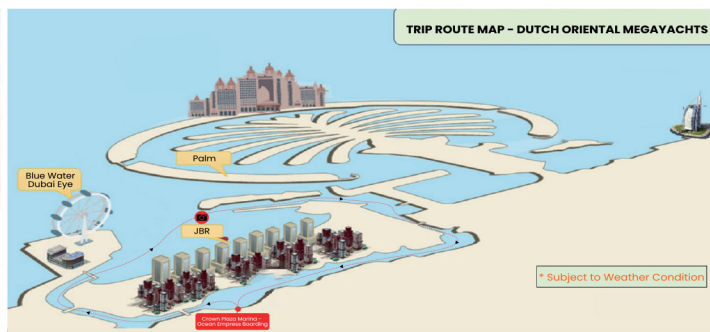 TRIP ROUTE MAP - DUTCH ORIENTAL MEGAYACHTS
Palm
Blue Water
Dubai Eye
JBR
* Subject to Weather Condition
Crown Plaza Marina -
Ocean Empress Boarding